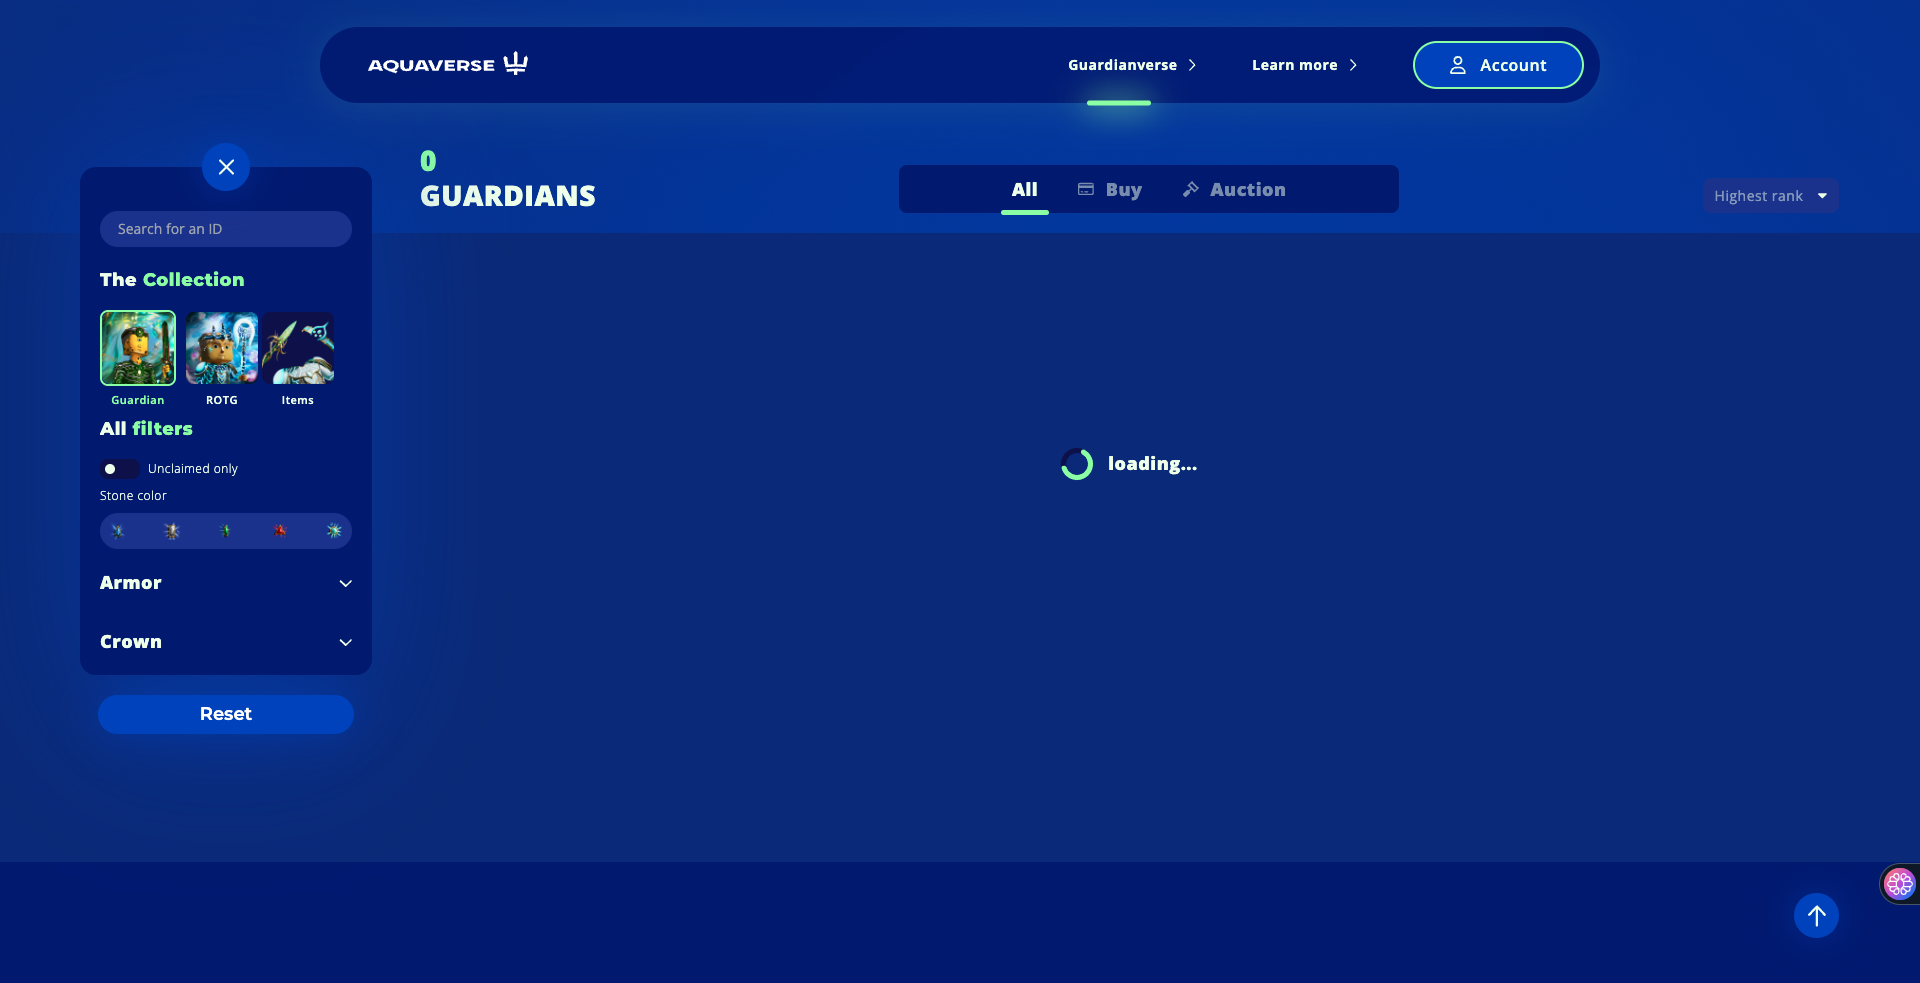 AQUAVERSE
Guardianverse
Learn more
Account
0
GUARDIANS
All
Buy
Auction
Highest rank
Search for an ID
The Collection
Guardian
ROTG
Items
All filters
Unclaimed only
Stone color
Armor
Crown
Reset
loading...